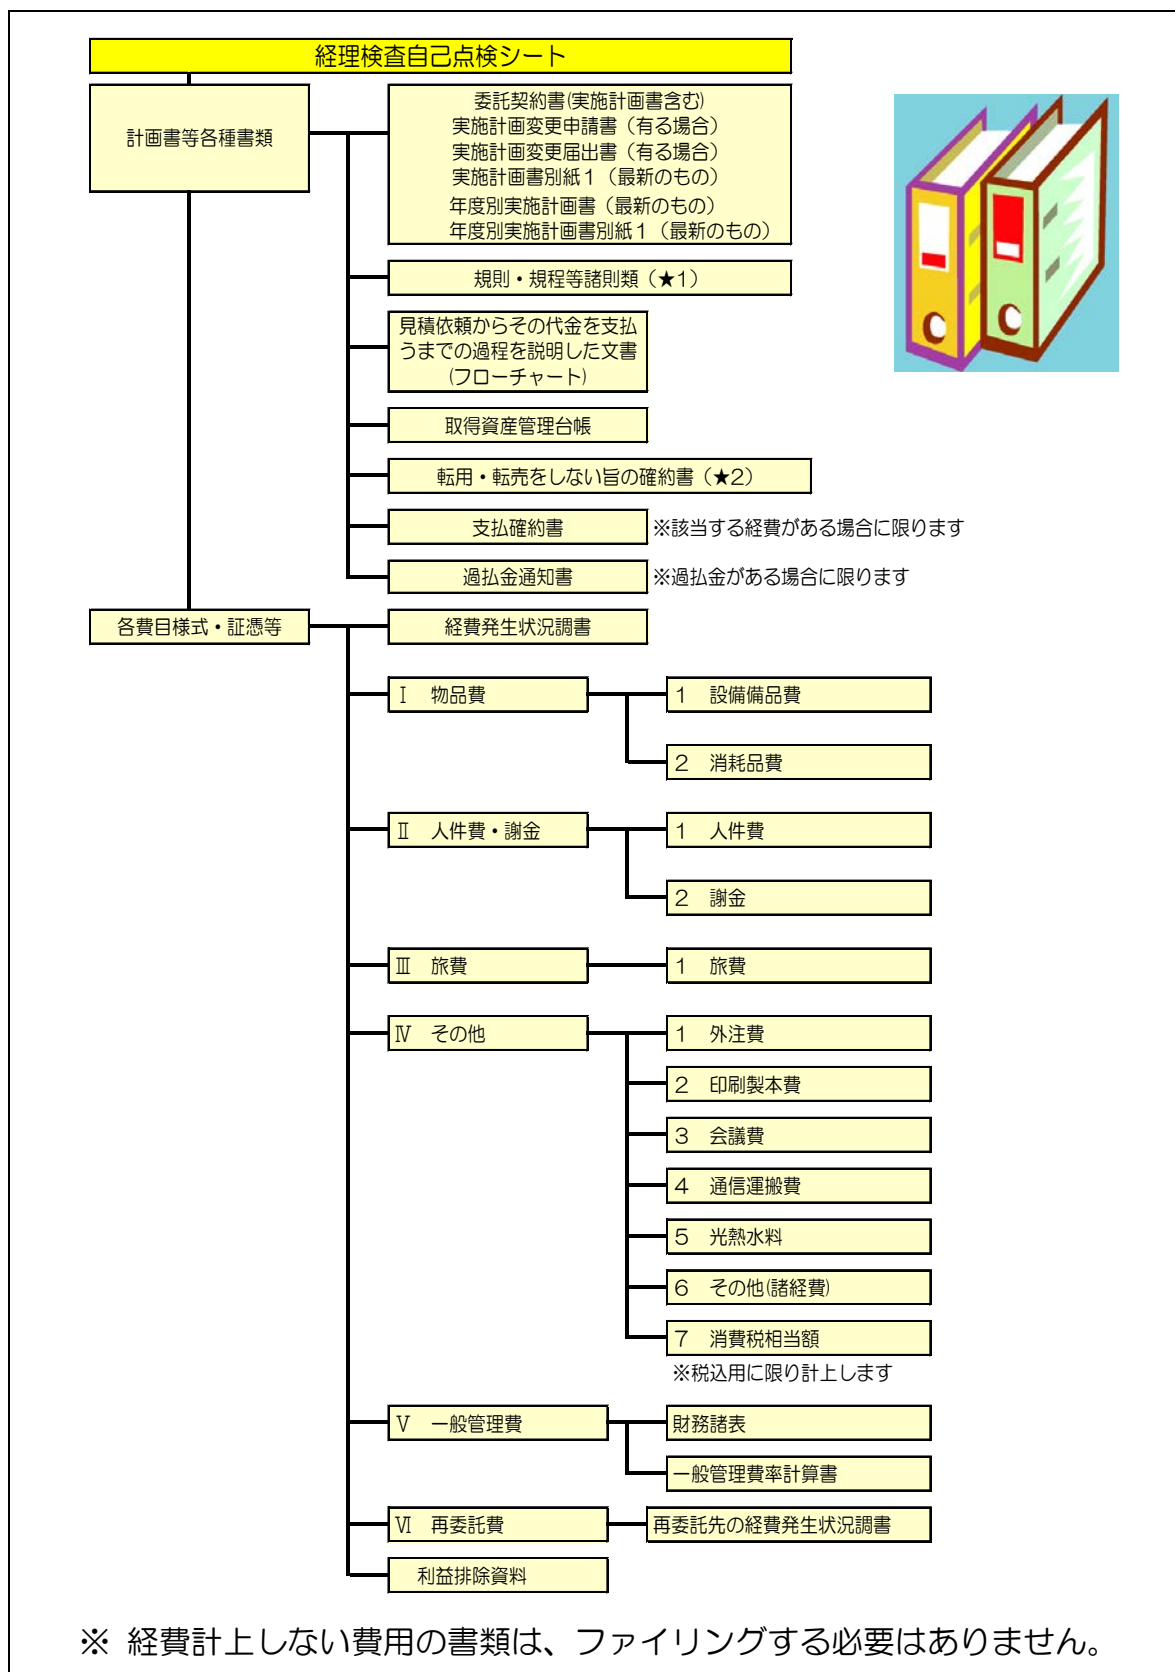 経理検査自己点検シート
計画書等各種書類
委託契約書(実施計画書含む)
実施計画変更申請書（有る場合）
実施計画変更届出書（有る場合）
実施計画書別紙１（最新のもの）
年度別実施計画書（最新のもの）
年度別実施計画書別紙１（最新のもの）
規則・規程等諸則類（★1）
見積依頼からその代金を支払
うまでの過程を説明した文書
(フローチャート)
取得資産管理台帳
転用・転売をしない旨の確約書（★2）
支払確約書 ※該当する経費がある場合に限ります
過払金通知書 ※過払金がある場合に限ります
各費目様式・証憑等
経費発生状況調書
Ⅰ　物品費
１　設備備品費
２　消耗品費
Ⅱ　人件費・謝金
１　人件費
２　謝金
Ⅲ　旅費
１　旅費
Ⅳ　その他
１　外注費
２　印刷製本費
３　会議費
４　通信運搬費
５　光熱水料
６　その他(諸経費)
７　消費税相当額
※税込用に限り計上します
Ⅴ　一般管理費
財務諸表
一般管理費率計算書
Ⅵ　再委託費
再委託先の経費発生状況調書
利益排除資料
※ 経費計上しない費用の書類は、ファイリングする必要はありません。